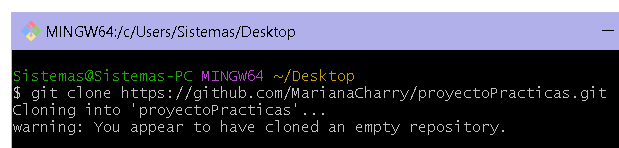 MINGW64:/c/Users/Sistemas/Desktop
Sistemas@Sistemas-PC MINGW64 ~/Desktop
$ git clone https://github.com/MarianaCharry/proyectoPracticas.git
Cloning into 'proyectoPracticas'...
warning: You appear to have cloned an empty repository.